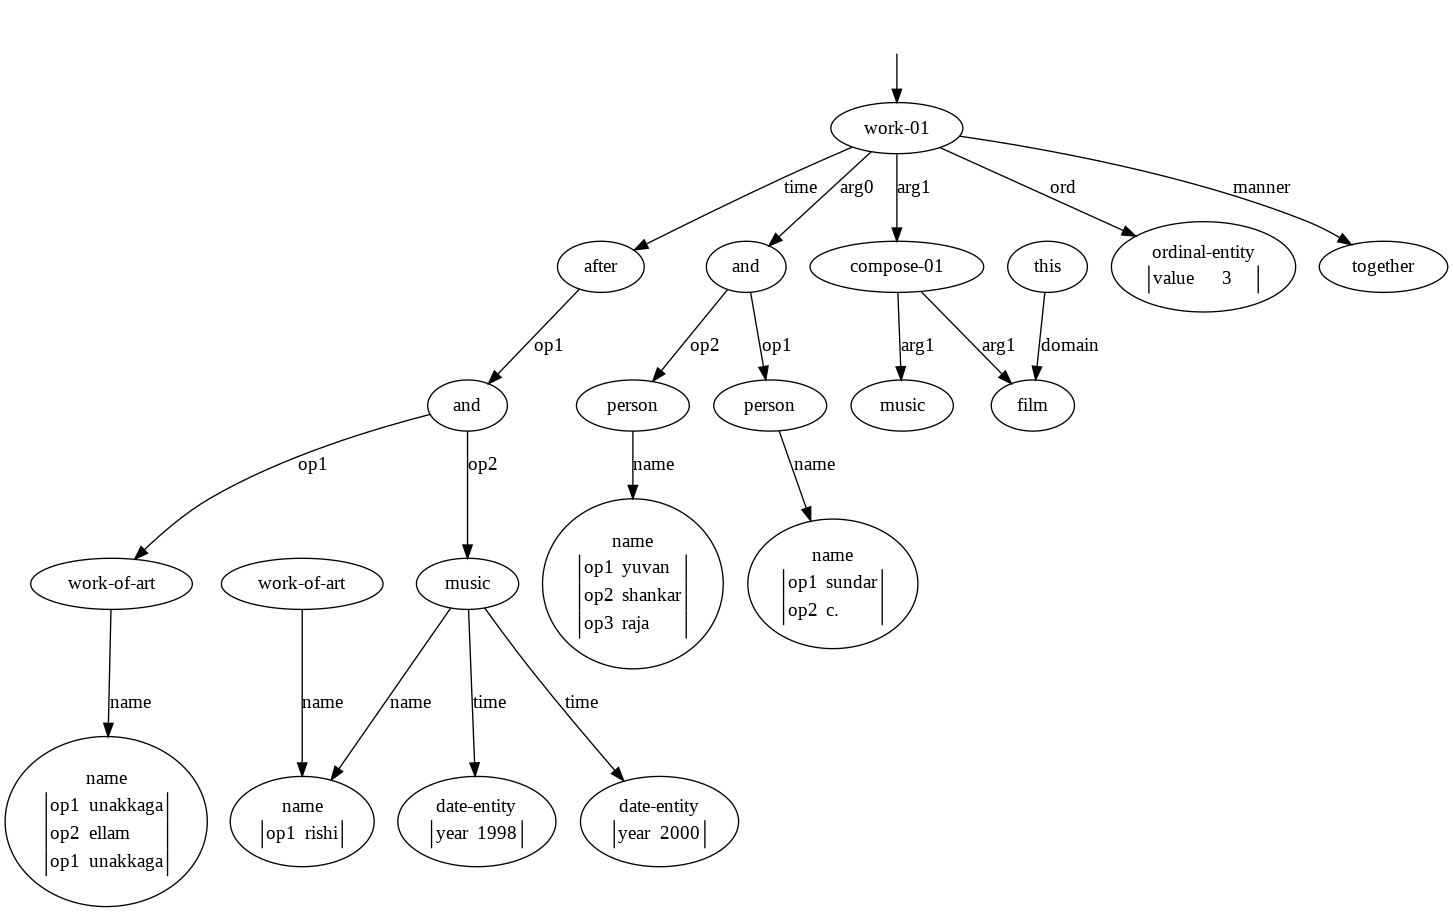 work-01
time
arg0
arg1
ord
manner
after
and
compose-01
this
ordinal-entity
value 3
together
op1
op2
op1
arg1
arg1
domain
and
person
person
music
film
op1
op2
name
name
work-of-art
work-of-art
music
name
op1 yuvan
op2 shankar
op3 raja
name
op1 sundar
op2 c.
name
name
name
time
time
name
op1 unakkaga
op2 ellam
op1 unakkaga
name
op1 rishi
date-entity
year 1998
date-entity
year 2000